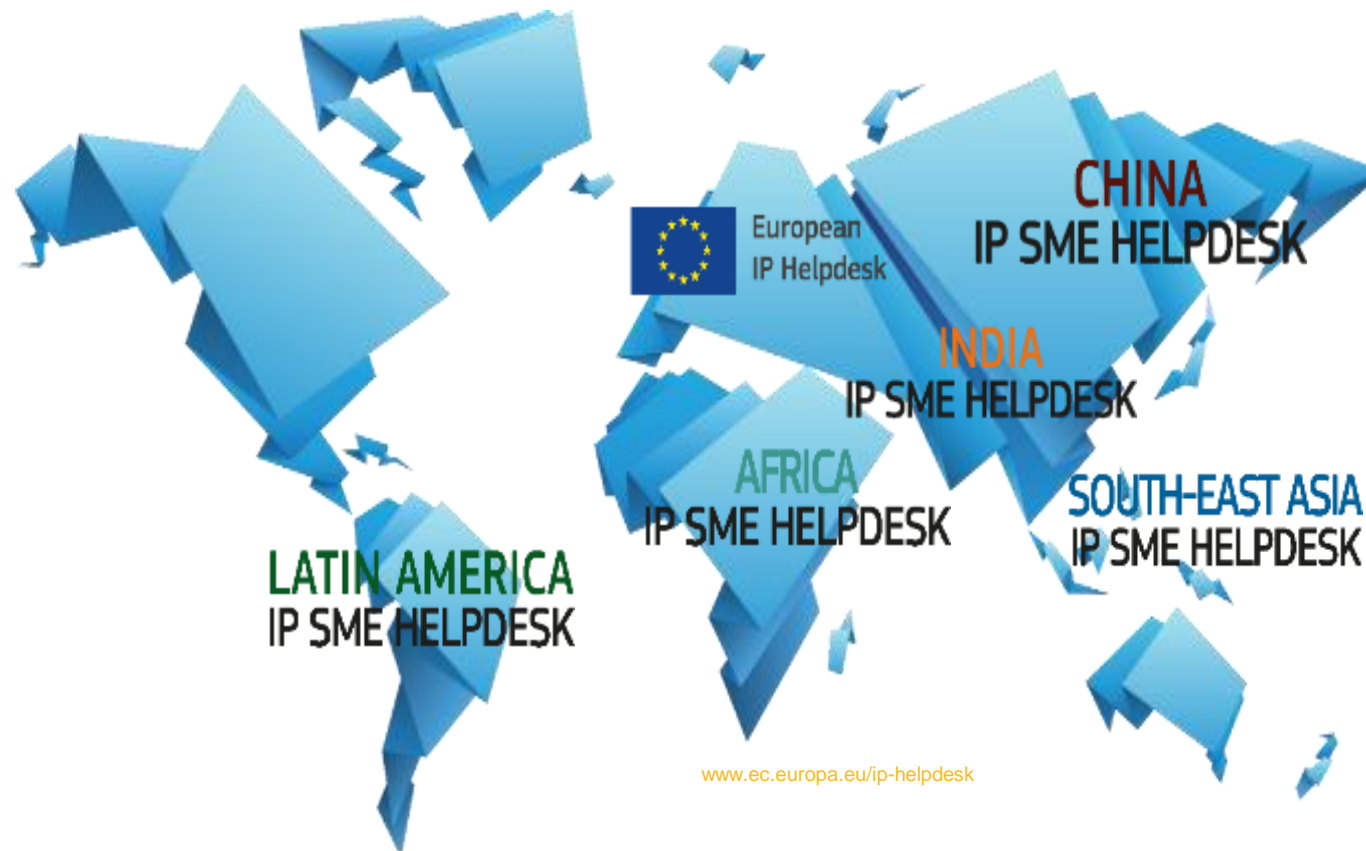 CHINA
IP SME HELPDESK
European
IP Helpdesk
INDIA
IP SME HELPDESK
AFRICA
IP SME HELPDESK
SOUTH-EAST ASIA
IP SME HELPDESK
LATIN AMERICA
IP SME HELPDESK
www.ec.europa.eu/ip-helpdesk